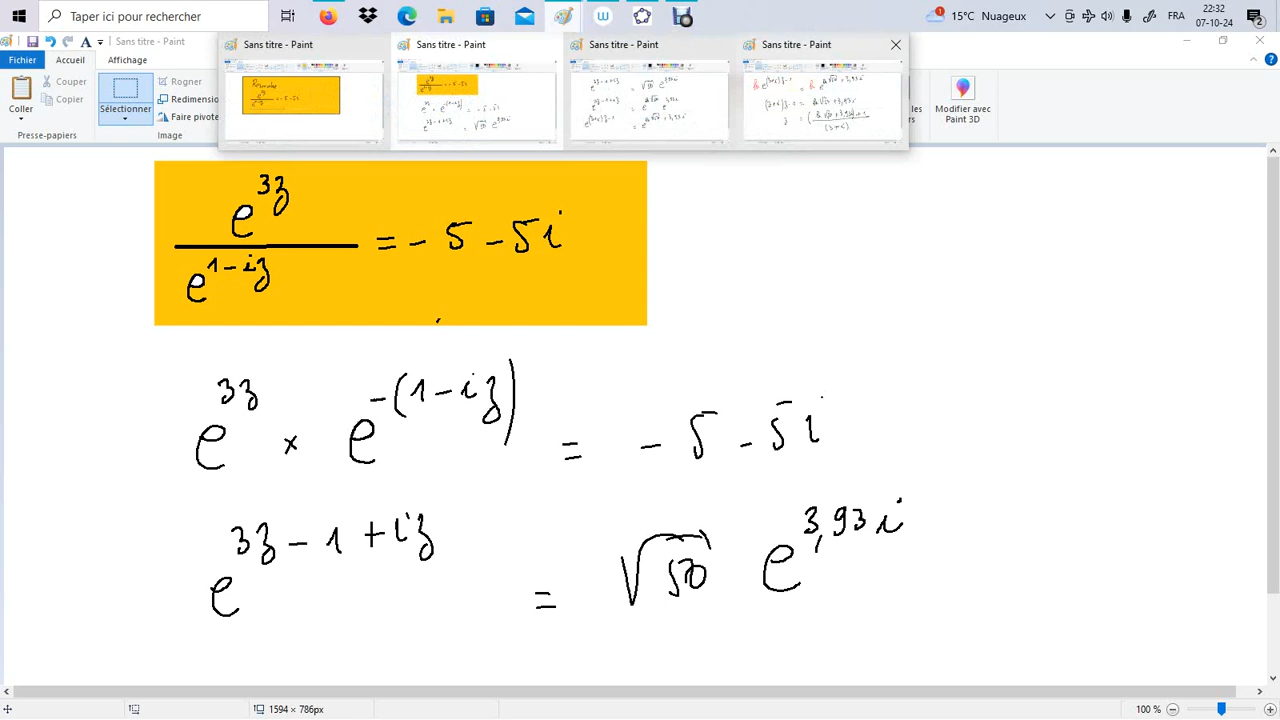 Taper ici pour rechercher
15°C Nuageux
FRA
22:32
07-10-24
2
Sans titre - Paint
Sans titre - Paint
Sans titre - Paint
Sans titre - Paint
Sans titre - Paint
Fichier
Accueil
Affichage
Coller
Couper
Copier
Presse-papiers
Sélectionner
Rogner
Redimensionner
Faire pivoter
Image
Modifier avec
Paint 3D
e^{3z} / e^{1-iz} = - 5 - 5i
e^{3z} × e^{-(1-iz)} = - 5 - 5i
e^{3z-1+iz} = √50 e^{3,93i}
1594 × 786px
100 %